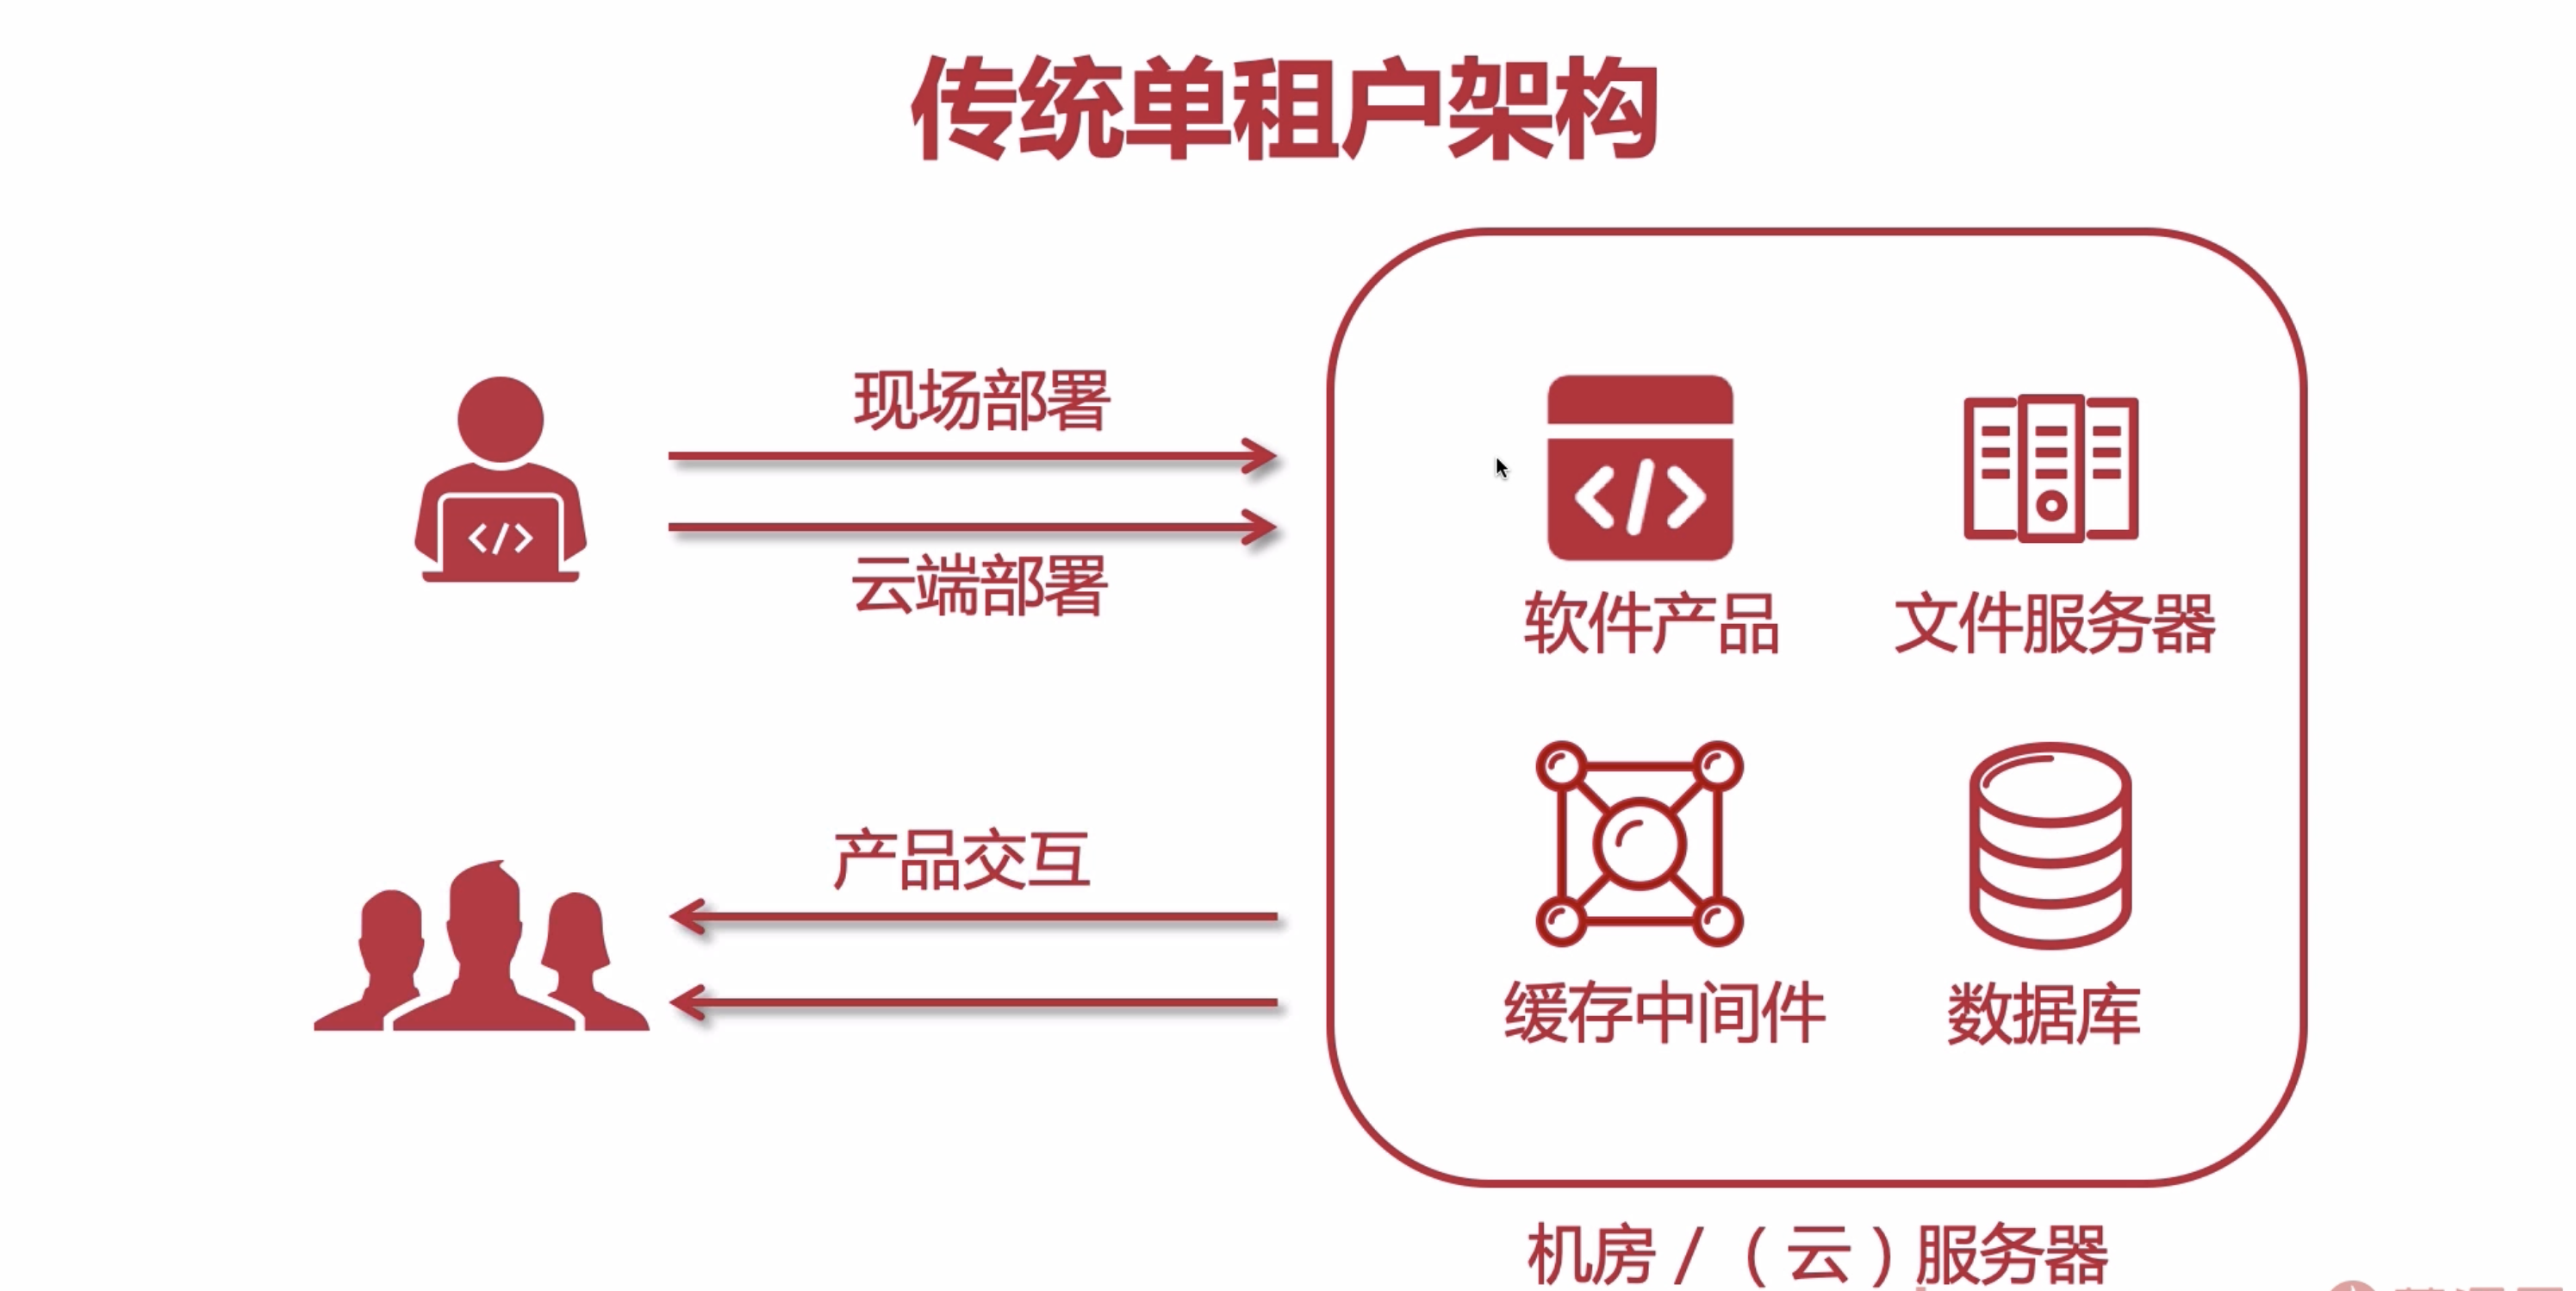 传统单租户架构
现场部署
云端部署
</>
</>
软件产品
文件服务器
产品交互
缓存中间件
数据库
机房 / （云）服务器